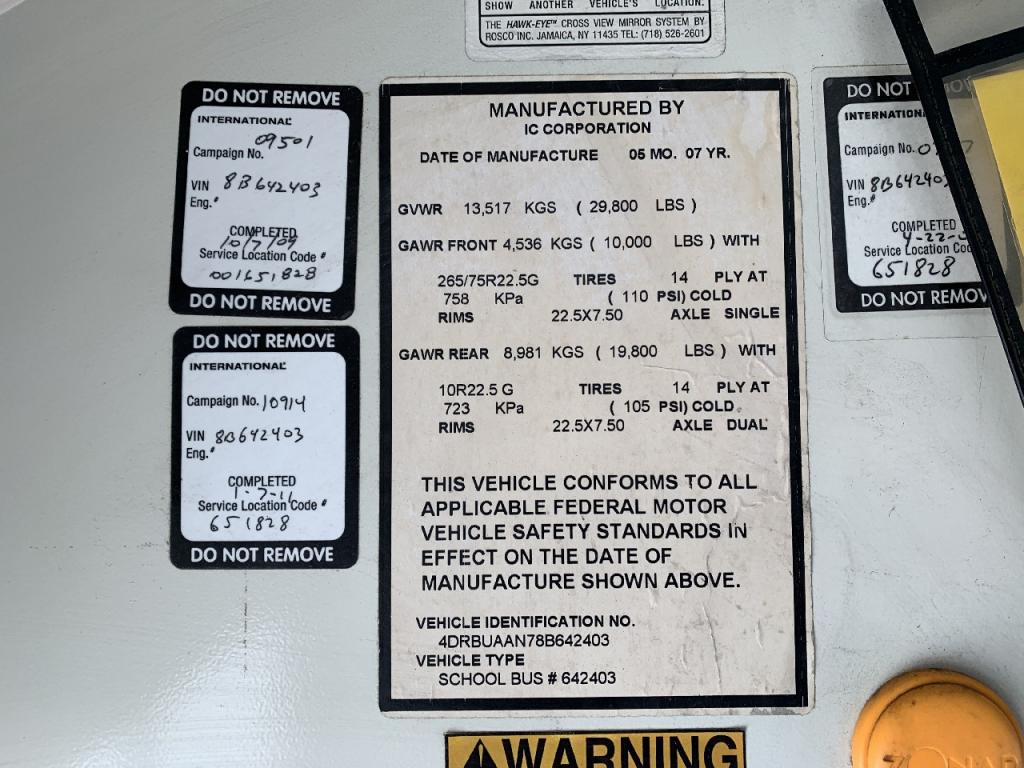 SHOW ANOTHER VEHICLE'S LOCATION.
THE HAWK-EYE™ CROSS VIEW MIRROR SYSTEM BY
ROSCO INC. JAMAICA, NY 11435 TEL: (718) 526-2601
DO NOT REMOVE
INTERNATIONAL
Campaign No. 09501
VIN 8B642403
Eng.#
COMPLETED
10/7/09
Service Location Code #
001651828
DO NOT REMOVE
DO NOT REMOVE
INTERNATIONAL
Campaign No. 10914
VIN 8B642403
Eng.#
COMPLETED
1-7-11
Service Location Code #
651828
DO NOT REMOVE
MANUFACTURED BY
IC CORPORATION
DATE OF MANUFACTURE 05 MO. 07 YR.
GVWR 13,517 KGS ( 29,800 LBS )
GAWR FRONT 4,536 KGS ( 10,000 LBS ) WITH
265/75R22.5G TIRES 14 PLY AT
758 KPa ( 110 PSI) COLD
RIMS 22.5X7.50 AXLE SINGLE
GAWR REAR 8,981 KGS ( 19,800 LBS ) WITH
10R22.5 G TIRES 14 PLY AT
723 KPa ( 105 PSI) COLD.
RIMS 22.5X7.50 AXLE DUAL
THIS VEHICLE CONFORMS TO ALL
APPLICABLE FEDERAL MOTOR
VEHICLE SAFETY STANDARDS IN
EFFECT ON THE DATE OF
MANUFACTURE SHOWN ABOVE.
VEHICLE IDENTIFICATION NO.
4DRBUAAN78B642403
VEHICLE TYPE
SCHOOL BUS # 642403
DO NOT
INTERNATION
Campaign No.
VIN 8B642403
Eng.#
COMPLETED
4-22-
Service Location Cod
651828
DO NOT REMOV
WARNING